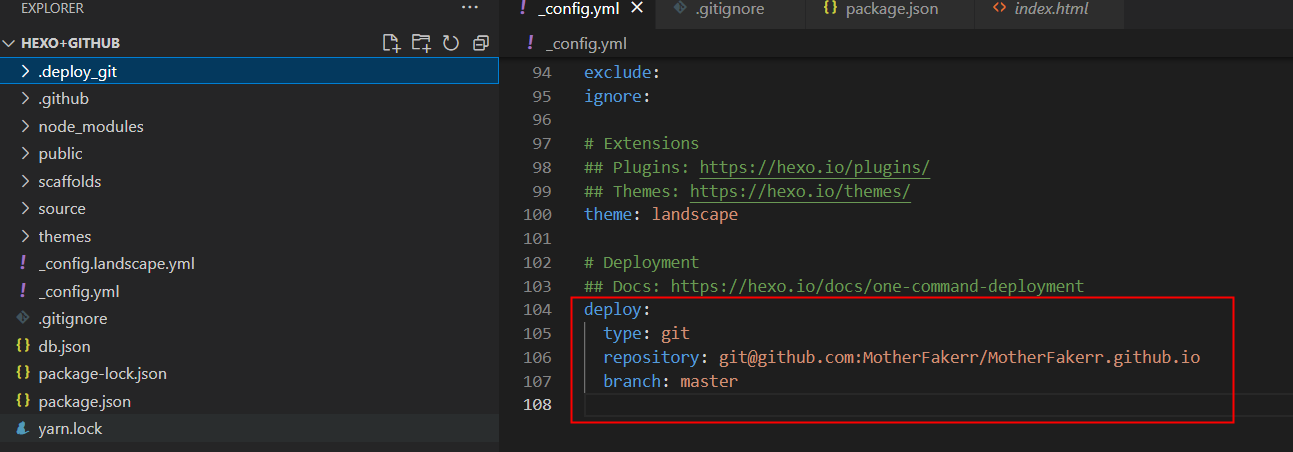 EXPLORER
···
HEXO+GITHUB
.deploy_git
.github
node_modules
public
scaffolds
source
themes
! _config.landscape.yml
! _config.yml
.gitignore
{} db.json
{} package-lock.json
{} package.json
yarn.lock
! _config.yml ×
.gitignore
{} package.json
<> index.html
! _config.yml
94 exclude:
95 ignore:
96
97 # Extensions
98 ## Plugins: https://hexo.io/plugins/
99 ## Themes: https://hexo.io/themes/
100 theme: landscape
101
102 # Deployment
103 ## Docs: https://hexo.io/docs/one-command-deployment
104 deploy:
105 type: git
106 repository: git@github.com:MotherFakerr/MotherFakerr.github.io
107 branch: master
108